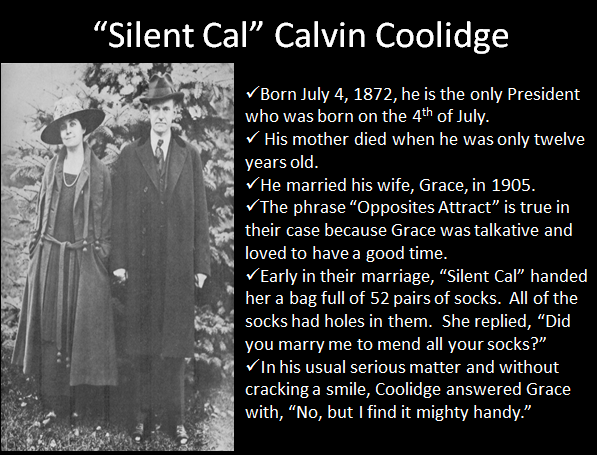 “Silent Cal” Calvin Coolidge
✓Born July 4, 1872, he is the only President
who was born on the 4th of July.
✓ His mother died when he was only twelve
years old.
✓He married his wife, Grace, in 1905.
✓The phrase “Opposites Attract” is true in
their case because Grace was talkative and
loved to have a good time.
✓Early in their marriage, “Silent Cal” handed
her a bag full of 52 pairs of socks.  All of the
socks had holes in them.  She replied, “Did
you marry me to mend all your socks?”
✓In his usual serious matter and without
cracking a smile, Coolidge answered Grace
with, “No, but I find it mighty handy.”